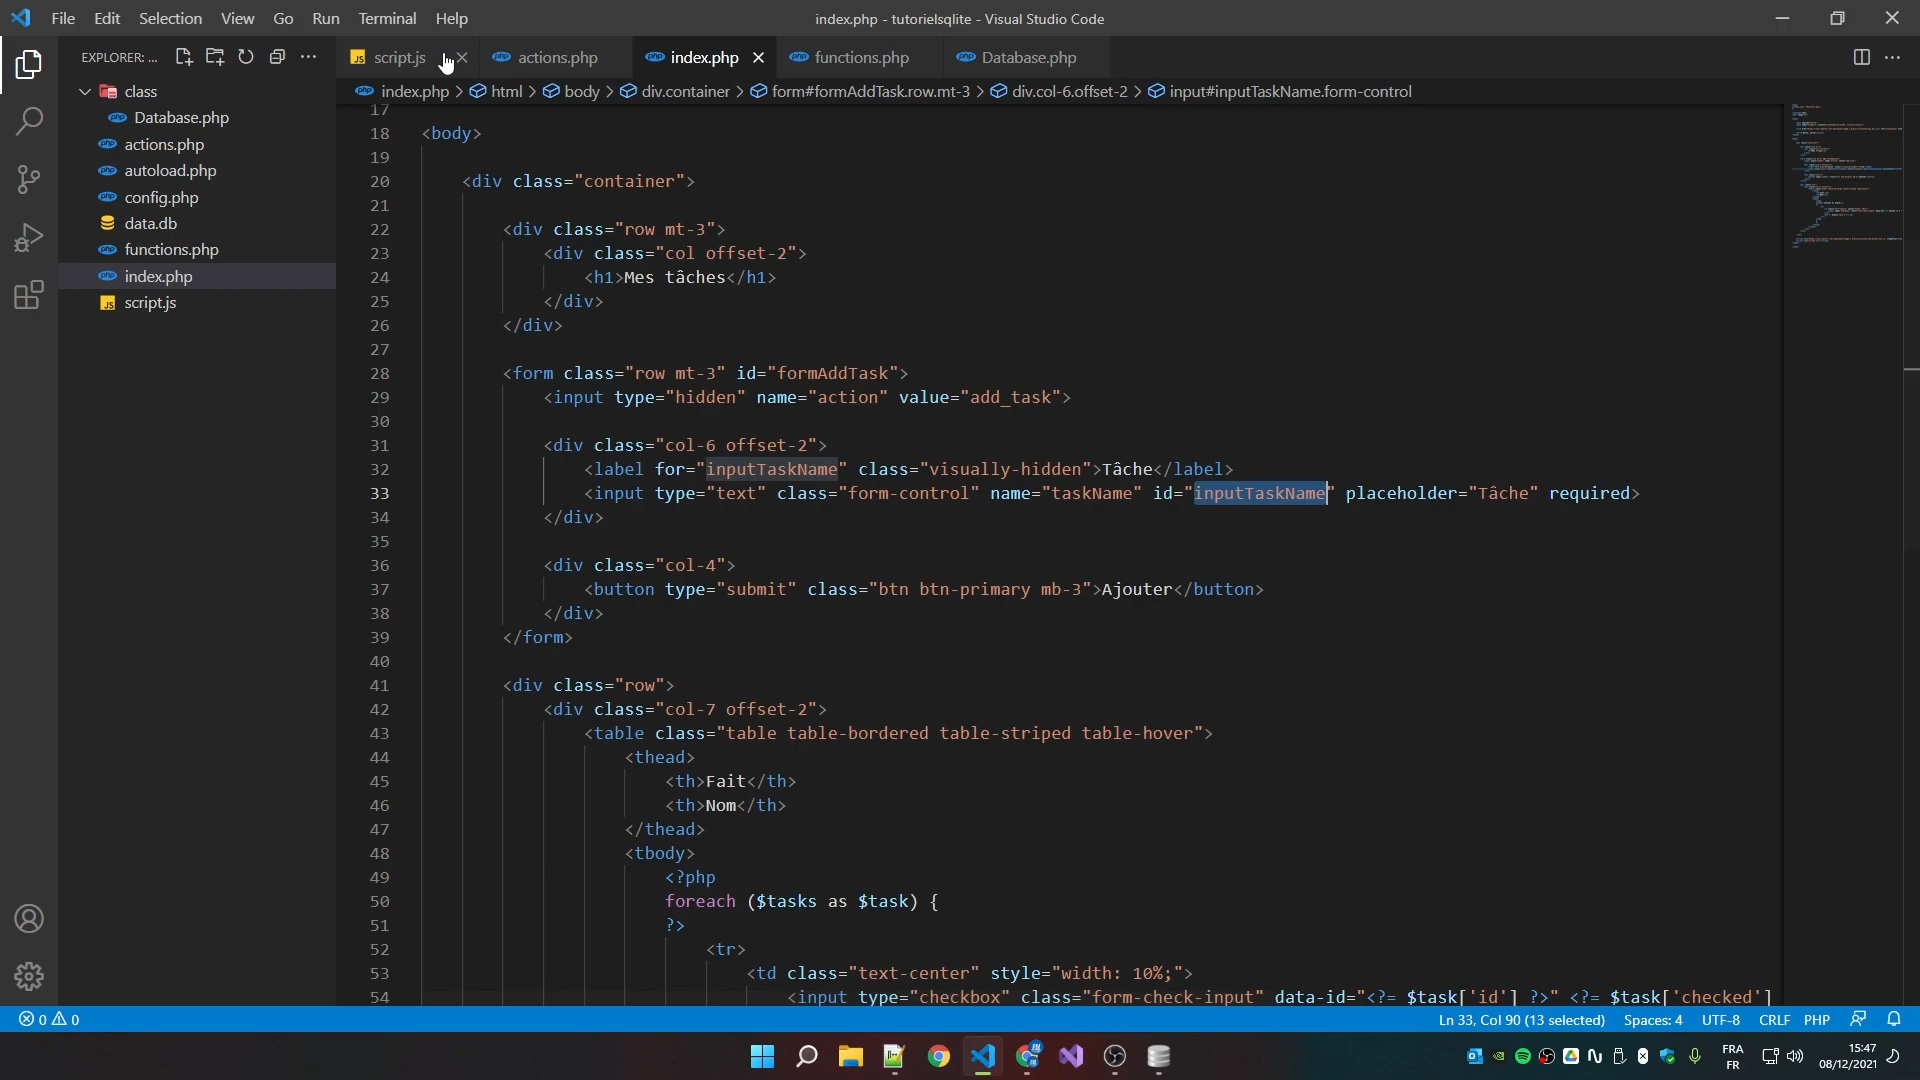 File Edit Selection View Go Run Terminal Help
index.php - tutorielsqlite - Visual Studio Code
EXPLORER: ...
script.js
actions.php
index.php
functions.php
Database.php
index.php > html > body > div.container > form#formAddTask.row.mt-3 > div.col-6.offset-2 > input#inputTaskName.form-control
class
Database.php
actions.php
autoload.php
config.php
data.db
functions.php
index.php
script.js
17
18 <body>
19
20 <div class="container">
21
22 <div class="row mt-3">
23 <div class="col offset-2">
24 <h1>Mes tâches</h1>
25 </div>
26 </div>
27
28 <form class="row mt-3" id="formAddTask">
29 <input type="hidden" name="action" value="add_task">
30
31 <div class="col-6 offset-2">
32 <label for="inputTaskName" class="visually-hidden">Tâche</label>
33 <input type="text" class="form-control" name="taskName" id="inputTaskName" placeholder="Tâche" required>
34 </div>
35
36 <div class="col-4">
37 <button type="submit" class="btn btn-primary mb-3">Ajouter</button>
38 </div>
39 </form>
40
41 <div class="row">
42 <div class="col-7 offset-2">
43 <table class="table table-bordered table-striped table-hover">
44 <thead>
45 <th>Fait</th>
46 <th>Nom</th>
47 </thead>
48 <tbody>
49 <?php
50 foreach ($tasks as $task) {
51 ?>
52 <tr>
53 <td class="text-center" style="width: 10%;">
54 <input type="checkbox" class="form-check-input" data-id="<?= $task['id'] ?>" <?= $task['checked']
0 0
Ln 33, Col 90 (13 selected) Spaces: 4 UTF-8 CRLF PHP
FRA
FR
15:47
08/12/2021